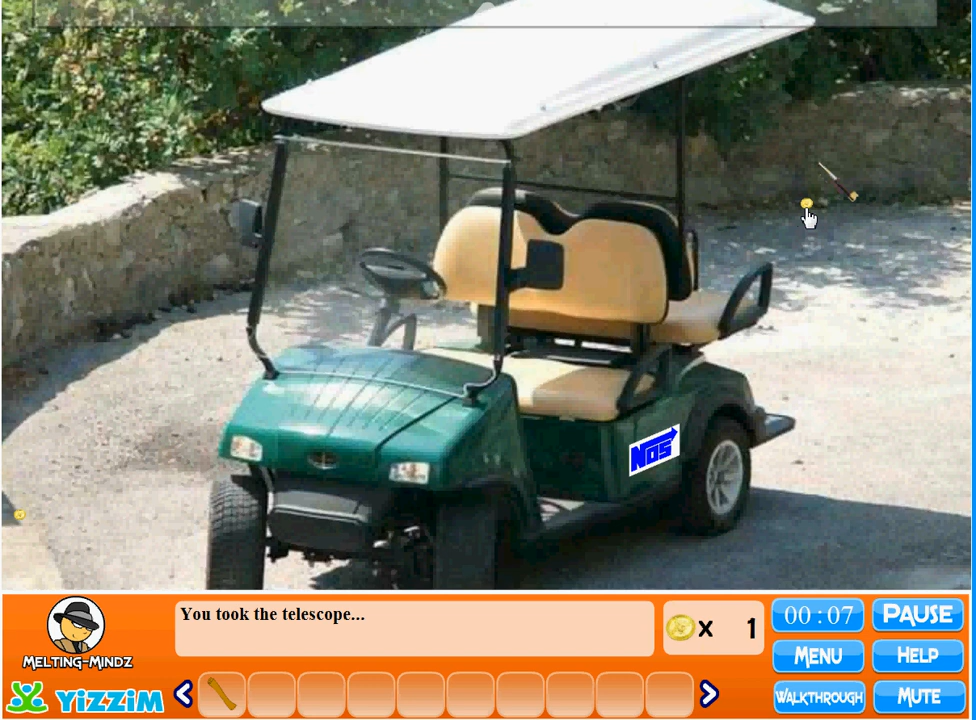 NOS
You took the telescope...
X 1
00:07
PAUSE
MELTING-MINDZ
MENU
HELP
YiZZiM
WALKTHROUGH
MUTE